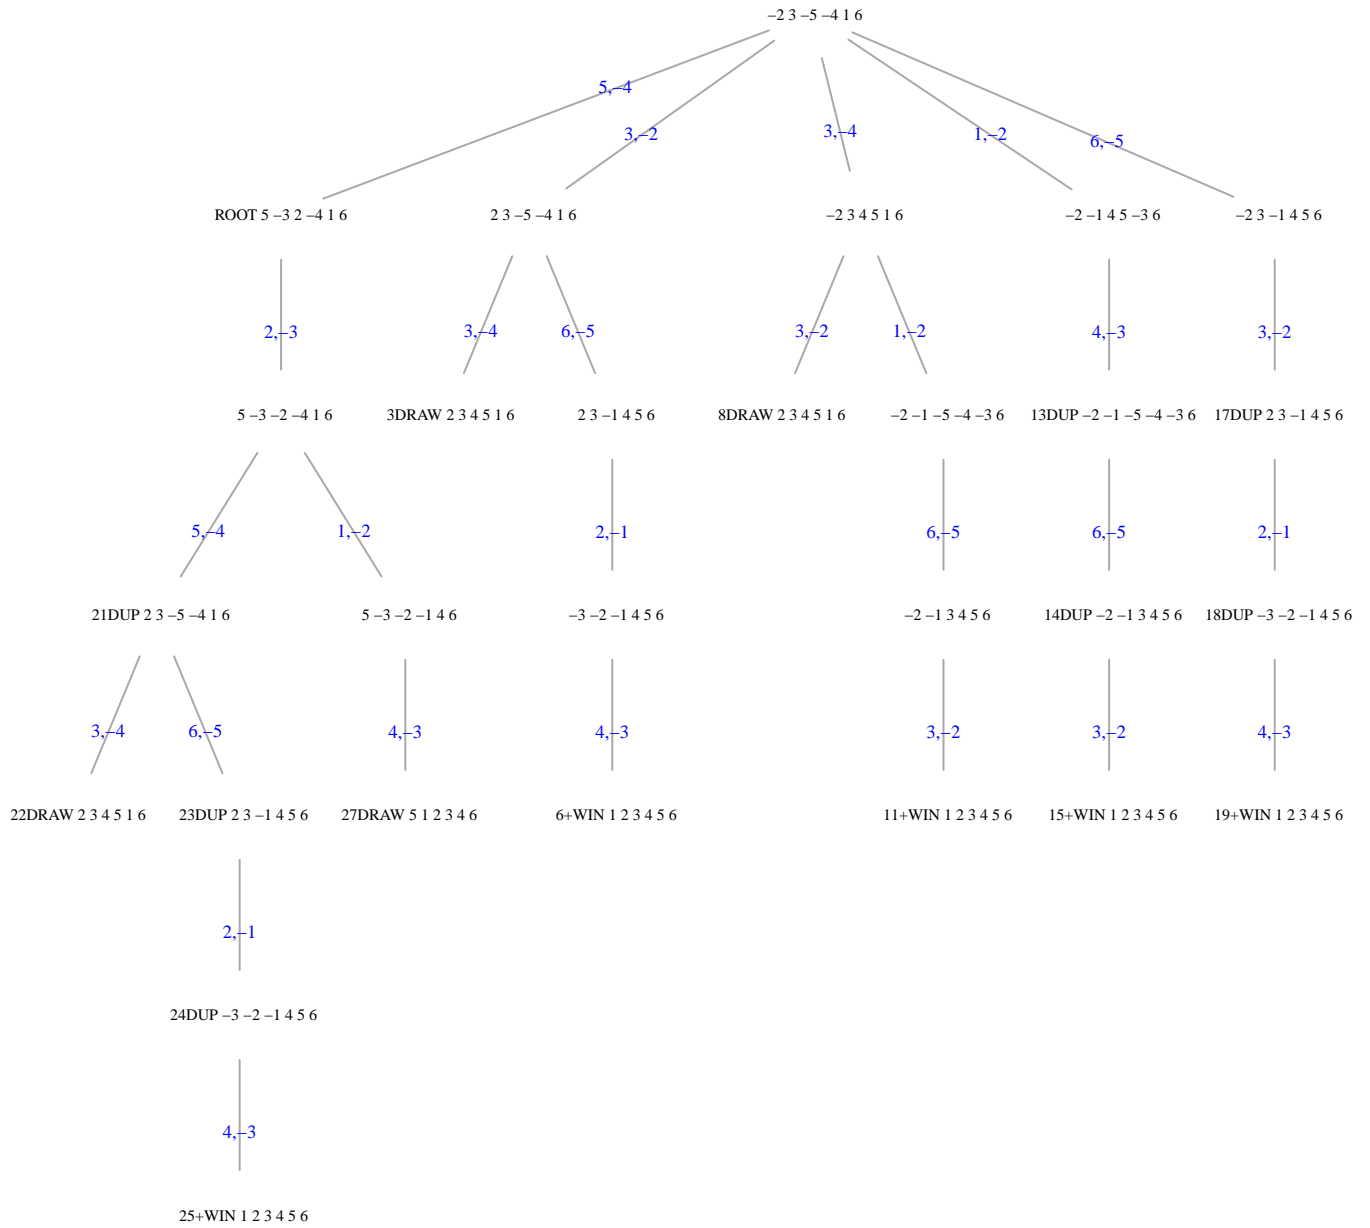 −2 3 −5 −4 1 6
5,−4
3,−2
3,−4
1,−2
6,−5
ROOT 5 −3 2 −4 1 6
2 3 −5 −4 1 6
−2 3 4 5 1 6
−2 −1 4 5 −3 6
−2 3 −1 4 5 6
2,−3
3,−4
6,−5
3,−2
1,−2
4,−3
3,−2
5 −3 −2 −4 1 6
3DRAW 2 3 4 5 1 6
2 3 −1 4 5 6
8DRAW 2 3 4 5 1 6
−2 −1 −5 −4 −3 6
13DUP −2 −1 −5 −4 −3 6
17DUP 2 3 −1 4 5 6
5,−4
1,−2
2,−1
6,−5
6,−5
2,−1
21DUP 2 3 −5 −4 1 6
5 −3 −2 −1 4 6
−3 −2 −1 4 5 6
−2 −1 3 4 5 6
14DUP −2 −1 3 4 5 6
18DUP −3 −2 −1 4 5 6
3,−4
6,−5
4,−3
4,−3
3,−2
3,−2
4,−3
22DRAW 2 3 4 5 1 6
23DUP 2 3 −1 4 5 6
27DRAW 5 1 2 3 4 6
6+WIN 1 2 3 4 5 6
11+WIN 1 2 3 4 5 6
15+WIN 1 2 3 4 5 6
19+WIN 1 2 3 4 5 6
2,−1
24DUP −3 −2 −1 4 5 6
4,−3
25+WIN 1 2 3 4 5 6